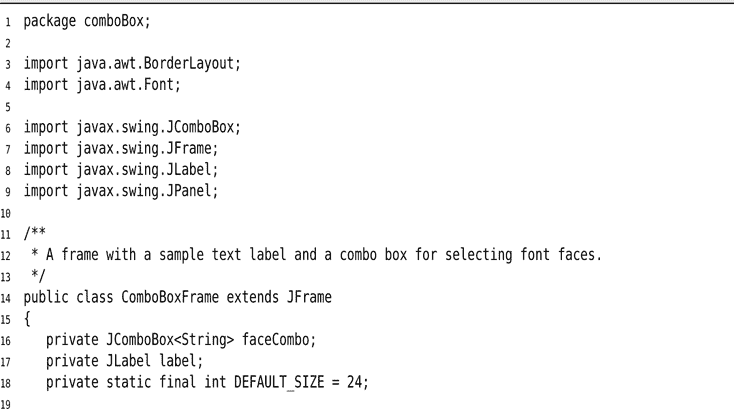 1 package comboBox;
2
3 import java.awt.BorderLayout;
4 import java.awt.Font;
5
6 import javax.swing.JComboBox;
7 import javax.swing.JFrame;
8 import javax.swing.JLabel;
9 import javax.swing.JPanel;
10
11 /**
12  * A frame with a sample text label and a combo box for selecting font faces.
13  */
14 public class ComboBoxFrame extends JFrame
15 {
16    private JComboBox<String> faceCombo;
17    private JLabel label;
18    private static final int DEFAULT_SIZE = 24;
19